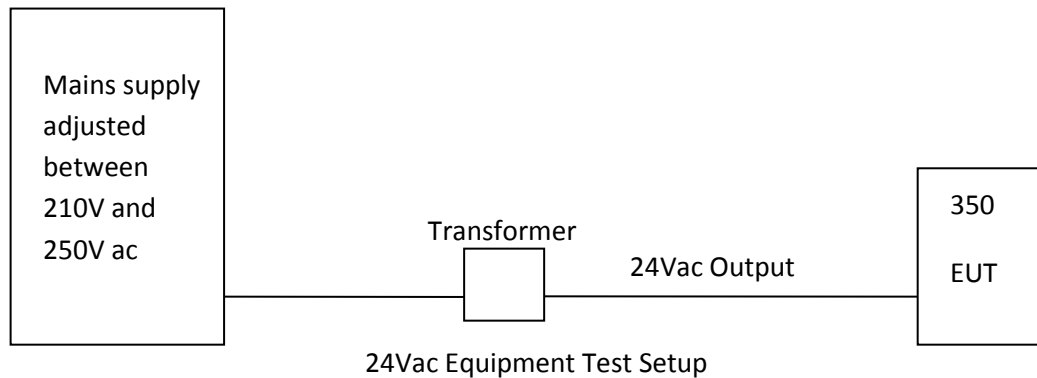 Mains supply
adjusted
between
210V and
250V ac
Transformer
24Vac Output
350
EUT
24Vac Equipment Test Setup